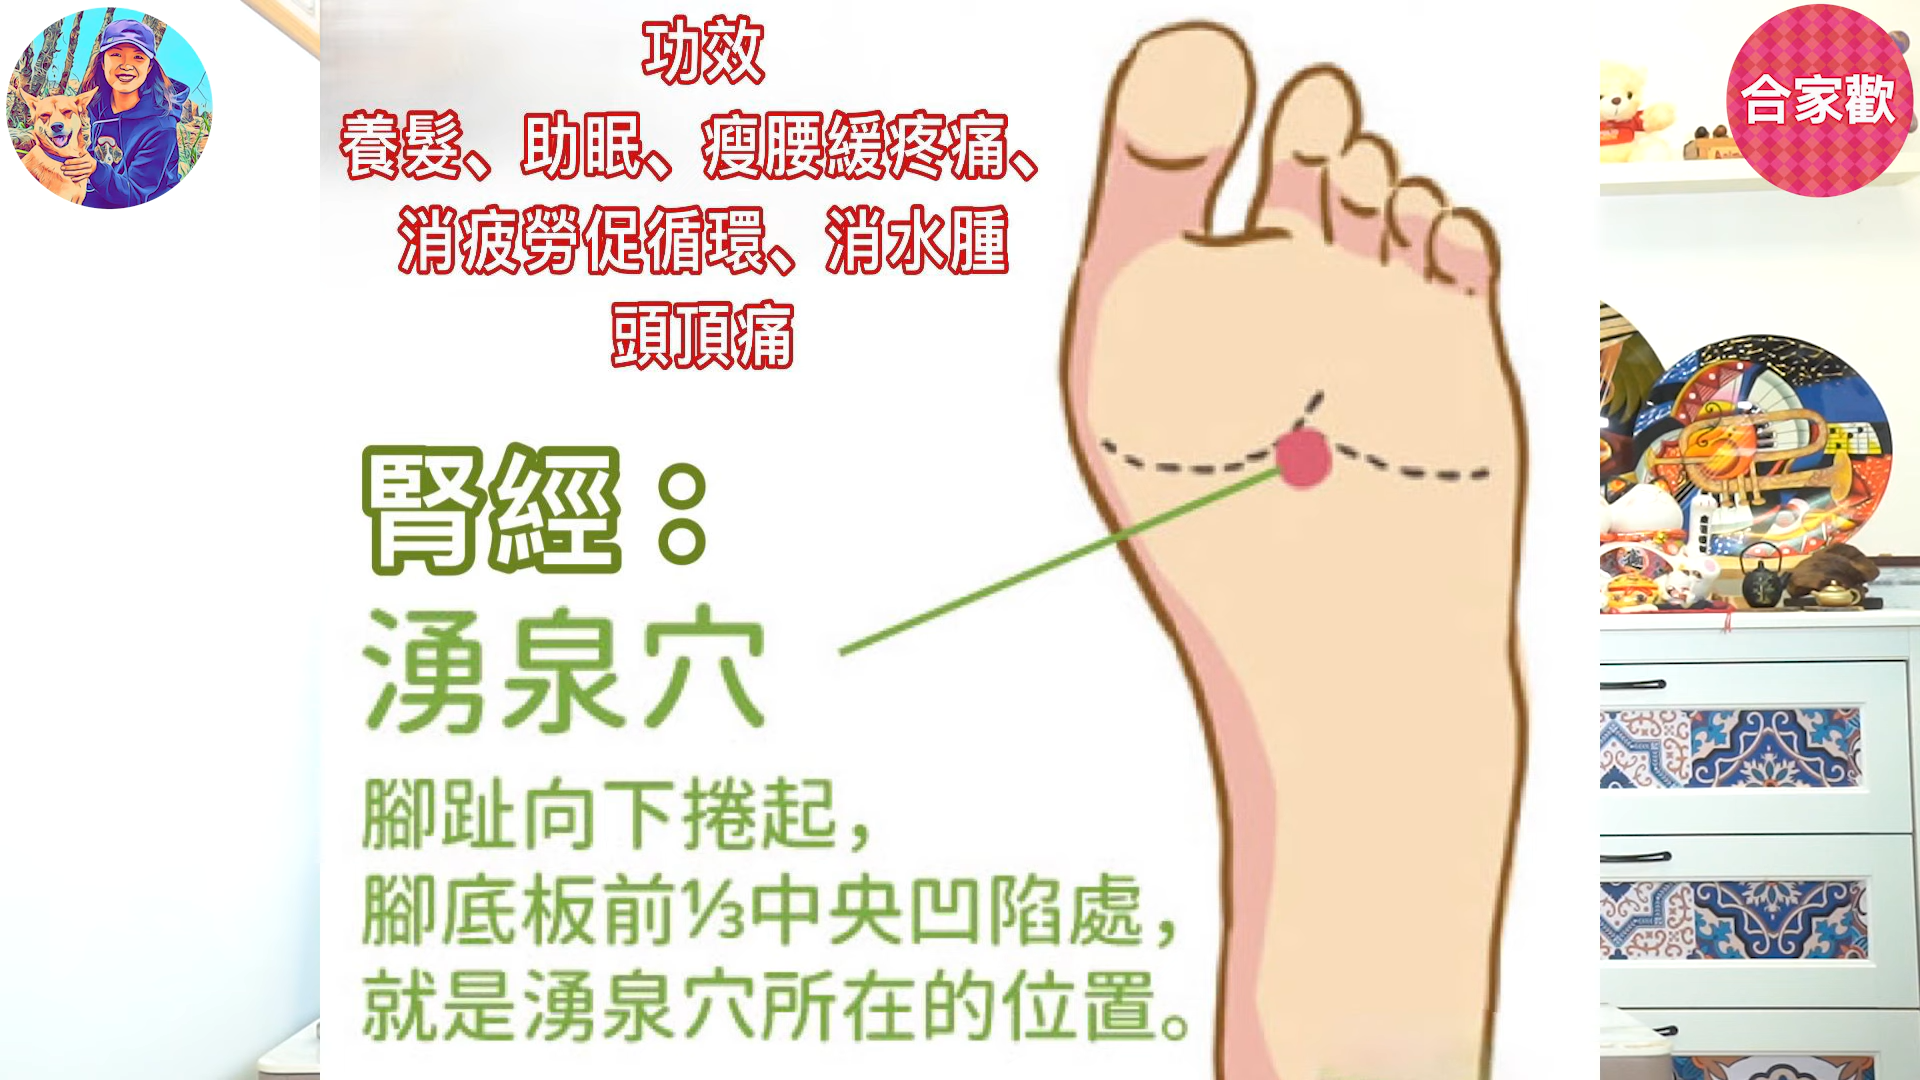 功效
養髮、助眠、瘦腰緩疼痛、
消疲勞促循環、消水腫
頭頂痛
合家歡
腎經：
湧泉穴
腳趾向下捲起，
腳底板前⅓中央凹陷處，
就是湧泉穴所在的位置。